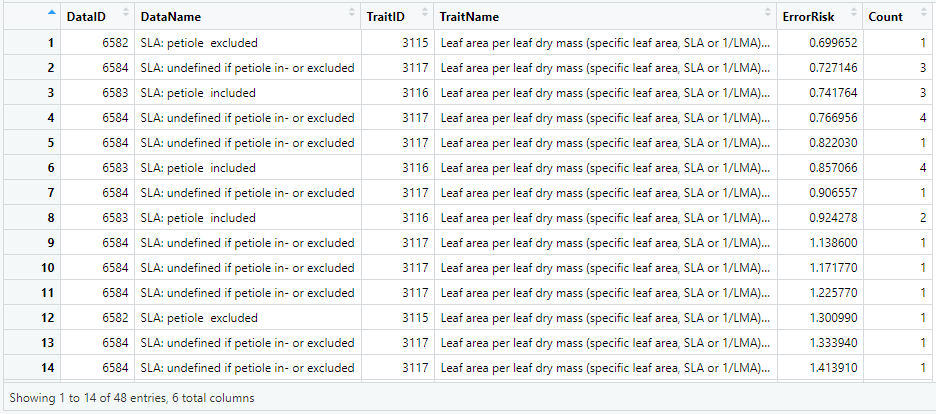 DataID DataName TraitID TraitName ErrorRisk Count
1 6582 SLA: petiole excluded 3115 Leaf area per leaf dry mass (specific leaf area, SLA or 1/LMA)... 0.699652 1
2 6584 SLA: undefined if petiole in- or excluded 3117 Leaf area per leaf dry mass (specific leaf area, SLA or 1/LMA)... 0.727146 3
3 6583 SLA: petiole included 3116 Leaf area per leaf dry mass (specific leaf area, SLA or 1/LMA)... 0.741764 3
4 6584 SLA: undefined if petiole in- or excluded 3117 Leaf area per leaf dry mass (specific leaf area, SLA or 1/LMA)... 0.766956 4
5 6584 SLA: undefined if petiole in- or excluded 3117 Leaf area per leaf dry mass (specific leaf area, SLA or 1/LMA)... 0.822030 1
6 6583 SLA: petiole included 3116 Leaf area per leaf dry mass (specific leaf area, SLA or 1/LMA)... 0.857066 4
7 6584 SLA: undefined if petiole in- or excluded 3117 Leaf area per leaf dry mass (specific leaf area, SLA or 1/LMA)... 0.906557 1
8 6583 SLA: petiole included 3116 Leaf area per leaf dry mass (specific leaf area, SLA or 1/LMA)... 0.924278 2
9 6584 SLA: undefined if petiole in- or excluded 3117 Leaf area per leaf dry mass (specific leaf area, SLA or 1/LMA)... 1.138600 1
10 6584 SLA: undefined if petiole in- or excluded 3117 Leaf area per leaf dry mass (specific leaf area, SLA or 1/LMA)... 1.171770 1
11 6584 SLA: undefined if petiole in- or excluded 3117 Leaf area per leaf dry mass (specific leaf area, SLA or 1/LMA)... 1.225770 1
12 6582 SLA: petiole excluded 3115 Leaf area per leaf dry mass (specific leaf area, SLA or 1/LMA)... 1.300990 1
13 6584 SLA: undefined if petiole in- or excluded 3117 Leaf area per leaf dry mass (specific leaf area, SLA or 1/LMA)... 1.333940 1
14 6584 SLA: undefined if petiole in- or excluded 3117 Leaf area per leaf dry mass (specific leaf area, SLA or 1/LMA)... 1.413910 1
Showing 1 to 14 of 48 entries, 6 total columns